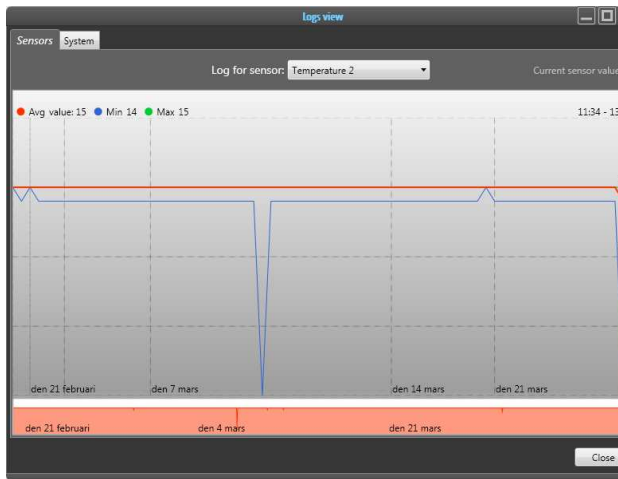 Logs view
Sensors System
Log for sensor: Temperature 2 Current sensor value
Avg value: 15 Min 14 Max 15 11:34 - 13
den 21 februari den 7 mars den 14 mars den 21 mars
den 21 februari den 4 mars den 21 mars
Close